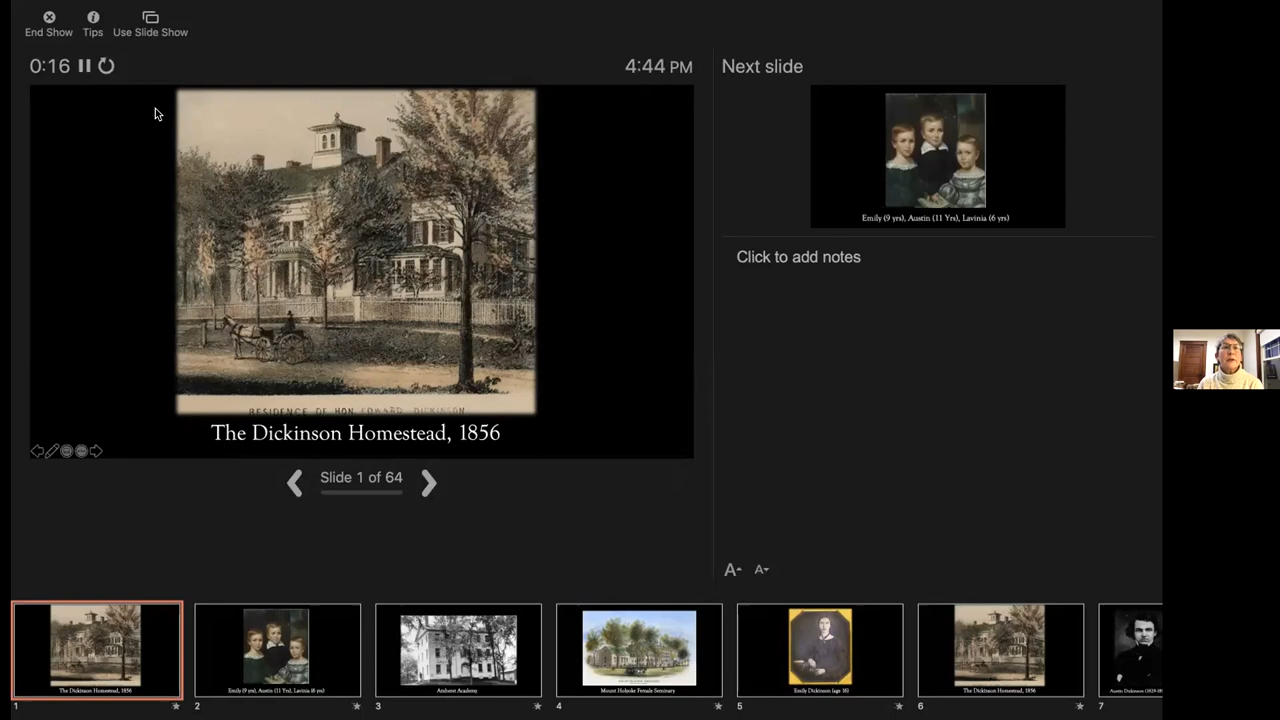 End Show
Tips
Use Slide Show
0:16
4:44 PM
Next slide
RESIDENCE OF HON. EDWARD DICKINSON
The Dickinson Homestead, 1856
Emily (9 yrs), Austin (11 Yrs), Lavinia (6 yrs)
Click to add notes
Slide 1 of 64
A
A
The Dickinson Homestead, 1856
Emily (9 yrs), Austin (11 Yrs), Lavinia (6 yrs)
Amherst Academy
Mount Holyoke Female Seminary
Emily Dickinson (age 16)
The Dickinson Homestead, 1856
Austin Dickinson
1
2
3
4
5
6
7